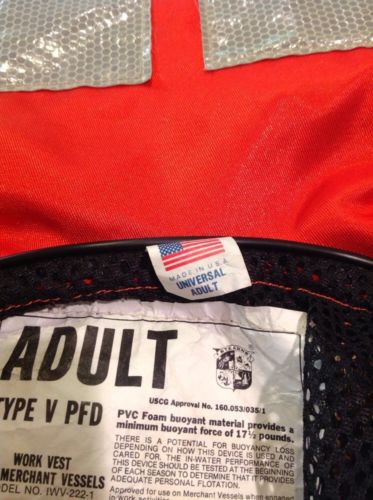 MADE IN U.S.A.
UNIVERSAL
ADULT
ADULT
STEARNS
TYPE V PFD
WORK VEST
MERCHANT VESSELS
MODEL NO. IWV-222-1
USCG Approval No. 160.053/035/1
PVC Foam buoyant material provides a
minimum buoyant force of 17½ pounds.
THERE IS A POTENTIAL FOR BUOYANCY LOSS
DEPENDING ON HOW THIS DEVICE IS USED AND
CARED FOR. THE IN-WATER PERFORMANCE OF
THIS DEVICE SHOULD BE TESTED AT THE BEGINNING
OF EACH SEASON TO DETERMINE IF IT PROVIDES
ADEQUATE PERSONAL FLOTATION.
Approved for use on Merchant Vessels where